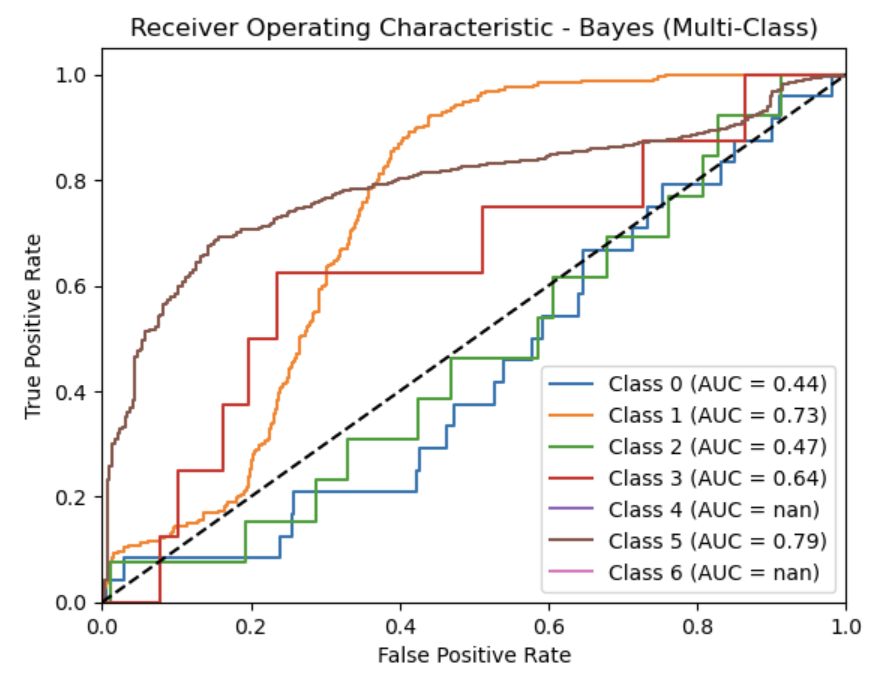 Receiver Operating Characteristic - Bayes (Multi-Class)
1.0
0.8
0.6
0.4
0.2
0.0
True Positive Rate
Class 0 (AUC = 0.44)
Class 1 (AUC = 0.73)
Class 2 (AUC = 0.47)
Class 3 (AUC = 0.64)
Class 4 (AUC = nan)
Class 5 (AUC = 0.79)
Class 6 (AUC = nan)
0.0 0.2 0.4 0.6 0.8 1.0
False Positive Rate